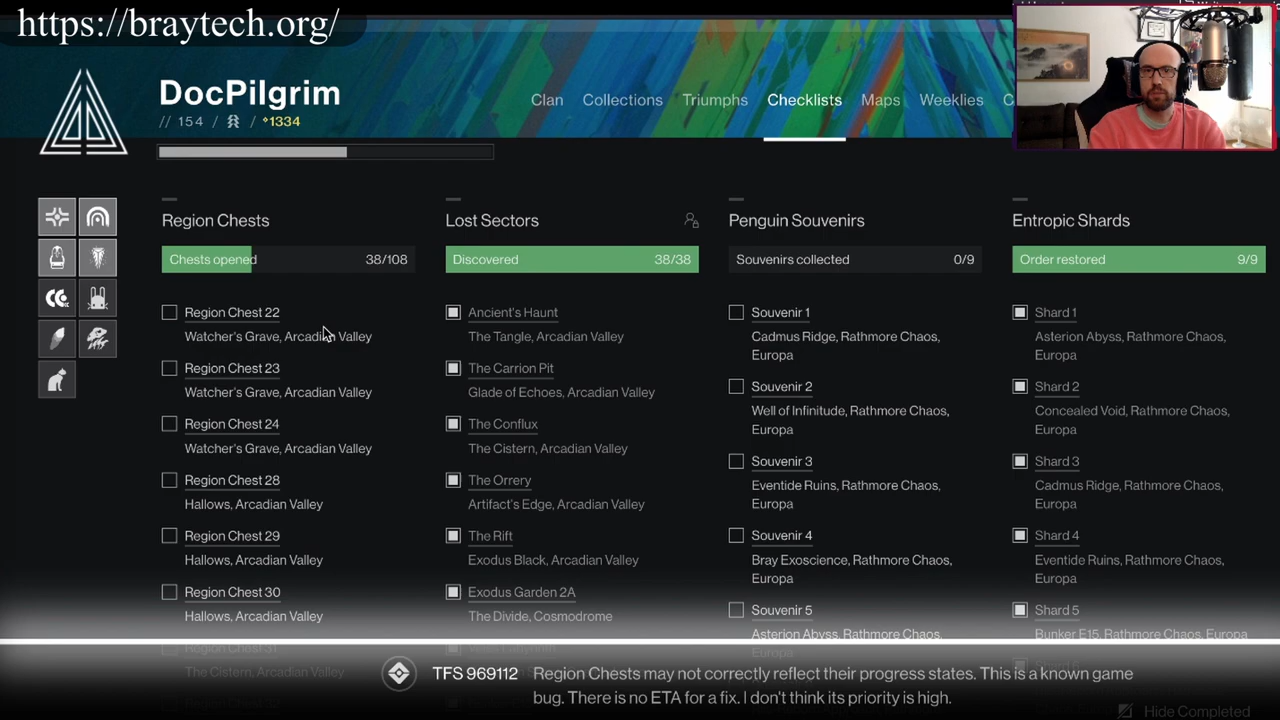 https://braytech.org/
DocPilgrim
// 154 / / 1334
Clan Collections Triumphs Checklists Maps Weeklies C
Region Chests
Chests opened 38/108
Region Chest 22
Watcher's Grave, Arcadian Valley
Region Chest 23
Watcher's Grave, Arcadian Valley
Region Chest 24
Watcher's Grave, Arcadian Valley
Region Chest 28
Hallows, Arcadian Valley
Region Chest 29
Hallows, Arcadian Valley
Region Chest 30
Hallows, Arcadian Valley
Region Chest 31
The Cistern, Arcadian Valley
Lost Sectors
Discovered 38/38
Ancient's Haunt
The Tangle, Arcadian Valley
The Carrion Pit
Glade of Echoes, Arcadian Valley
The Conflux
The Cistern, Arcadian Valley
The Orrery
Artifact's Edge, Arcadian Valley
The Rift
Exodus Black, Arcadian Valley
Exodus Garden 2A
The Divide, Cosmodrome
Penguin Souvenirs
Souvenirs collected 0/9
Souvenir 1
Cadmus Ridge, Rathmore Chaos,
Europa
Souvenir 2
Well of Infinitude, Rathmore Chaos,
Europa
Souvenir 3
Eventide Ruins, Rathmore Chaos,
Europa
Souvenir 4
Bray Exoscience, Rathmore Chaos,
Europa
Souvenir 5
Asterion Abyss, Rathmore Chaos,
Europa
Entropic Shards
Order restored 9/9
Shard 1
Asterion Abyss, Rathmore Chaos,
Europa
Shard 2
Concealed Void, Rathmore Chaos,
Europa
Shard 3
Cadmus Ridge, Rathmore Chaos,
Europa
Shard 4
Eventide Ruins, Rathmore Chaos,
Europa
Shard 5
Bunker E15, Rathmore Chaos, Europa
TFS 969112 Region Chests may not correctly reflect their progress states. This is a known game
bug. There is no ETA for a fix. I don't think its priority is high.
Hide Completed